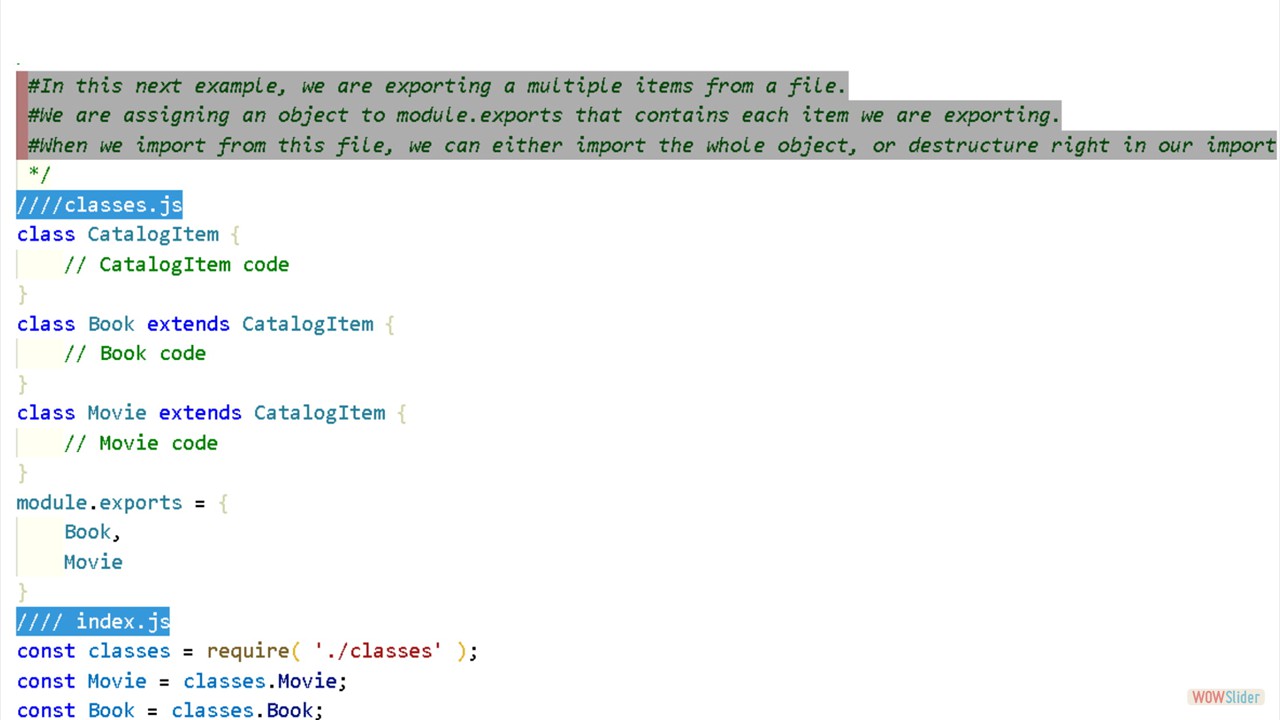 #In this next example, we are exporting a multiple items from a file.
#We are assigning an object to module.exports that contains each item we are exporting.
#When we import from this file, we can either import the whole object, or destructure right in our import
*/
////classes.js
class CatalogItem {
    // CatalogItem code
}
class Book extends CatalogItem {
    // Book code
}
class Movie extends CatalogItem {
    // Movie code
}
module.exports = {
    Book,
    Movie
}
//// index.js
const classes = require( './classes' );
const Movie = classes.Movie;
const Book = classes.Book;
WOWSlider